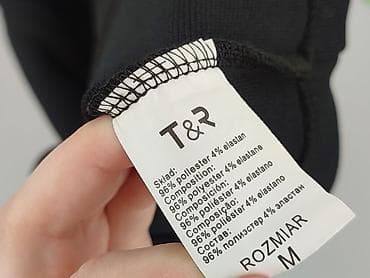 T&R
Skład:
96% poliester 4% elastan
Composition:
96% polyester 4% elastane
Composición:
96% poliéster 4% elastano
Composição:
96% poliéster 4% elastano
Состав:
96% полиэстер 4% эластан
ROZMIAR
M